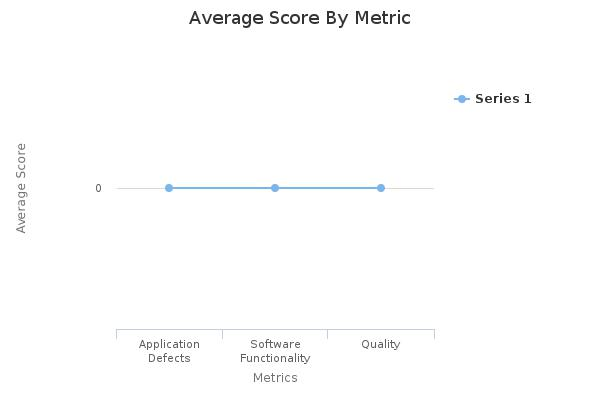 Average Score By Metric
Series 1
Average Score
0
Application
Defects
Software
Functionality
Quality
Metrics